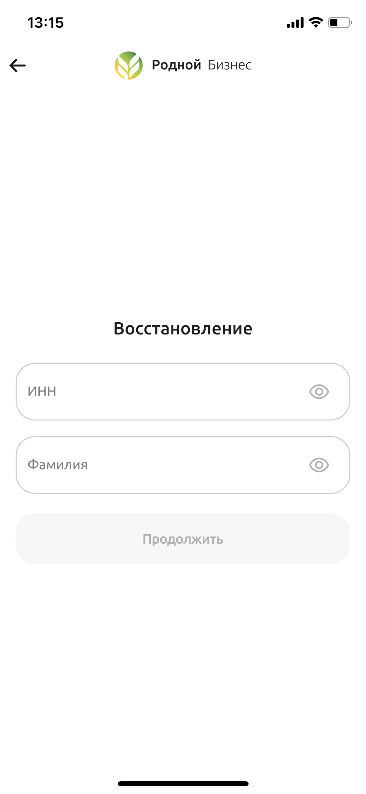 13:15
Родной Бизнес
Восстановление
ИНН
Фамилия
Продолжить